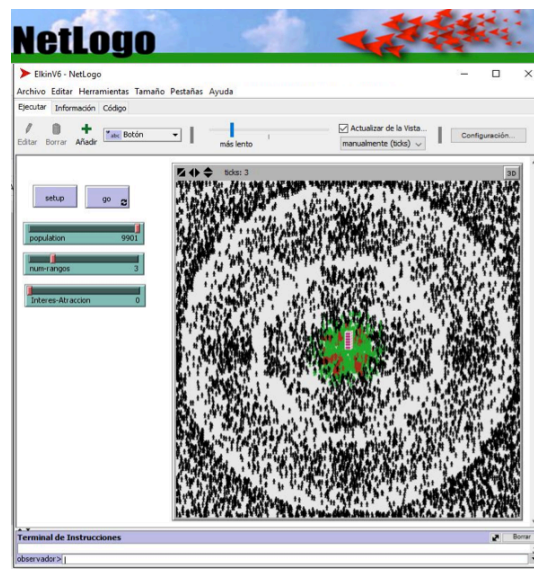 NetLogo
ElkinV6 - NetLogo
Archivo Editar Herramientas Tamaño Pestañas Ayuda
Ejecutar Información Código
Editar Borrar Añadir abc Botón más lento Actualizar de la Vista... manualmente (ticks) Configuración...
ticks: 3 3D
setup go
population 9901
num-rangos 3
Interes-Atraccion 0
Terminal de Instrucciones Borrar
observador>